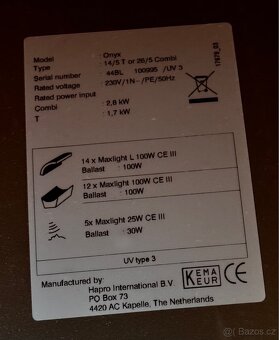 Model : Onyx
Type : 14/5 T or 26/5 Combi
Serial number : 44BL 100995 /UV 3
Rated voltage : 230V/1N~/PE/50Hz
Rated power input :
Combi : 2,8 kW
T : 1,7 kW
17679_03
14 x Maxlight L 100W CE III
Ballast : 100W
12 x Maxlight 100W CE III
Ballast : 100W
5x Maxlight 25W CE III
Ballast : 30W
UV type 3
Manufactured by: Hapro International B.V.
PO Box 73
4420 AC Kapelle, The Netherlands
KEMA
KEUR
CE
Bazos.cz